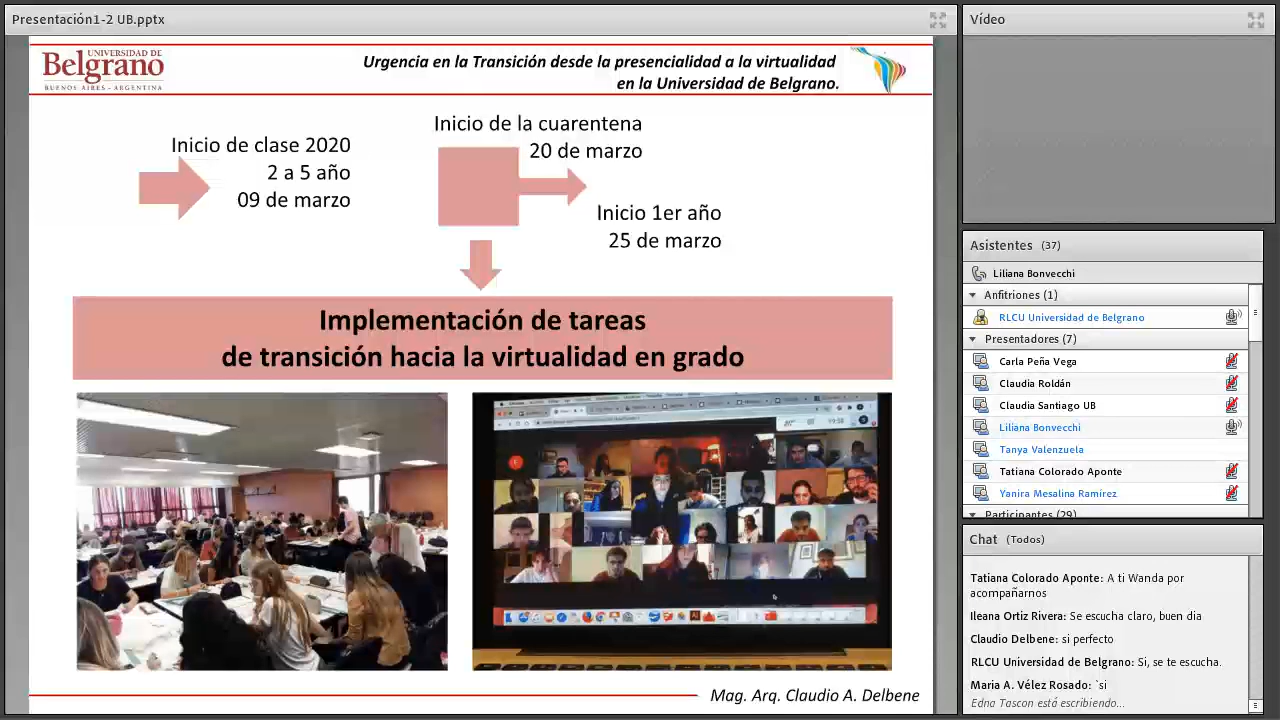 Presentación1-2 UB.pptx
UNIVERSIDAD DE
Belgrano
BUENOS AIRES - ARGENTINA
Urgencia en la Transición desde la presencialidad a la virtualidad
en la Universidad de Belgrano.
Inicio de clase 2020
2 a 5 año
09 de marzo
Inicio de la cuarentena
20 de marzo
Inicio 1er año
25 de marzo
Implementación de tareas
de transición hacia la virtualidad en grado
Mag. Arq. Claudio A. Delbene
Vídeo
Asistentes (37)
Liliana Bonvecchi
Anfitriones (1)
RLCU Universidad de Belgrano
Presentadores (7)
Carla Peña Vega
Claudia Roldán
Claudia Santiago UB
Liliana Bonvecchi
Tanya Valenzuela
Tatiana Colorado Aponte
Yanira Mesalina Ramírez
Participantes (29)
Chat (Todos)
Tatiana Colorado Aponte: A ti Wanda por
acompañarnos
Ileana Ortiz Rivera: Se escucha claro, buen dia
Claudio Delbene: si perfecto
RLCU Universidad de Belgrano: Sí, se te escucha.
Maria A. Vélez Rosado: `si
Edna Tascon está escribiendo...